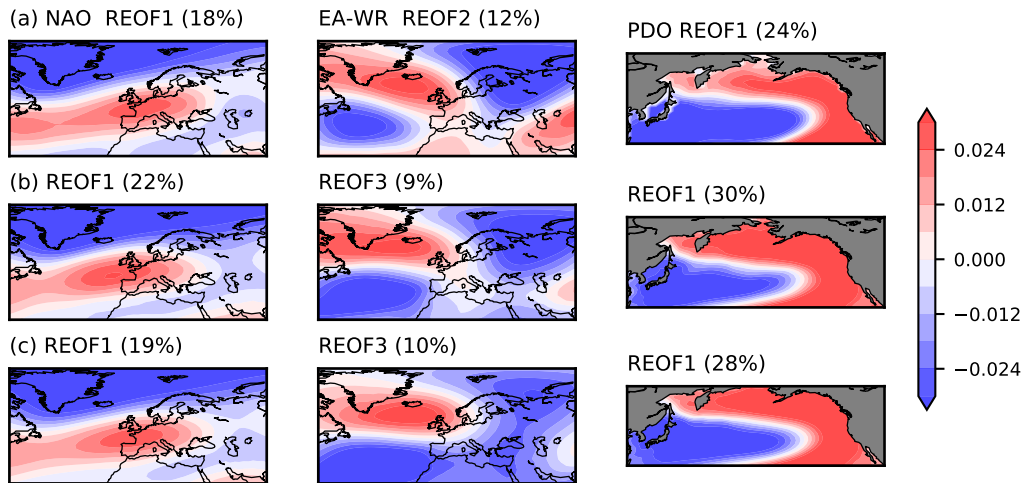 (a) NAO REOF1 (18%)
EA-WR REOF2 (12%)
PDO REOF1 (24%)
(b) REOF1 (22%)
REOF3 (9%)
REOF1 (30%)
(c) REOF1 (19%)
REOF3 (10%)
REOF1 (28%)
0.024
0.012
0.000
−0.012
−0.024